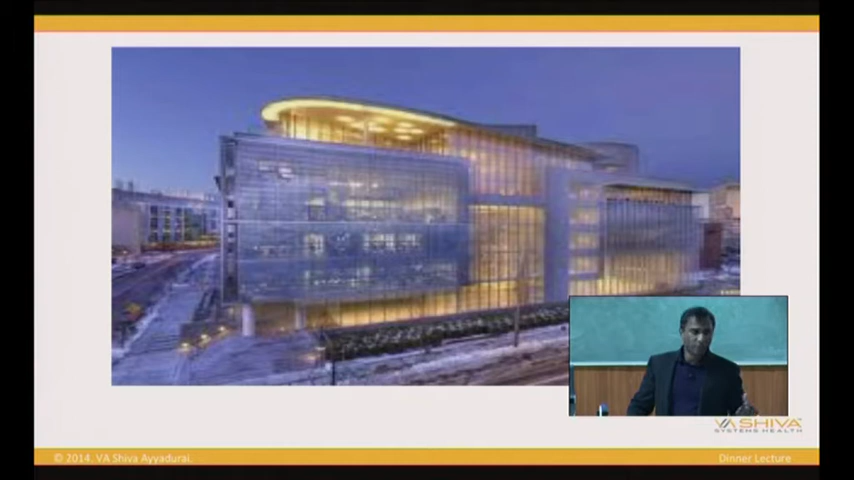 VA SHIVA
SYSTEMS HEALTH
© 2014. VA Shiva Ayyadurai.
Dinner Lecture